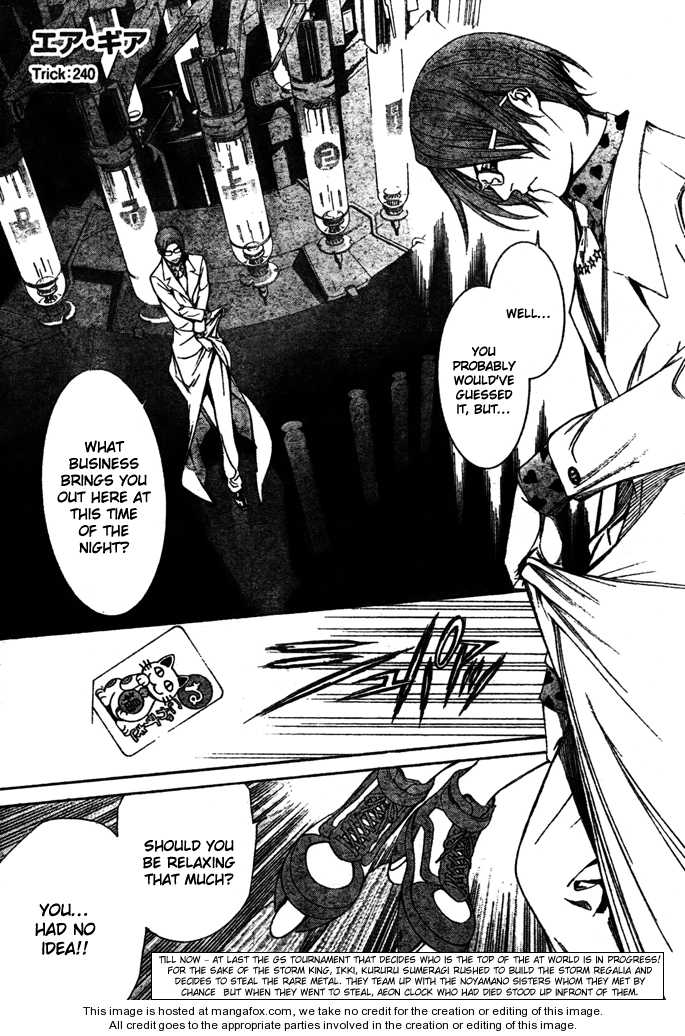 エア・ギア
Trick:240
WELL...
YOU
PROBABLY
WOULD'VE
GUESSED
IT, BUT...
WHAT
BUSINESS
BRINGS YOU
OUT HERE AT
THIS TIME
OF THE
NIGHT?
SHOULD YOU
BE RELAXING
THAT MUCH?
YOU...
HAD NO
IDEA!!
TILL NOW - AT LAST THE GS TOURNAMENT THAT DECIDES WHO IS THE TOP OF THE AT WORLD IS IN PROGRESS!
FOR THE SAKE OF THE STORM KING, IKKI, KURURU SUMERAGI RUSHED TO BUILD THE STORM REGALIA AND
DECIDES TO STEAL THE RARE METAL. THEY TEAM UP WITH THE NOYAMANO SISTERS WHOM THEY MET BY
CHANCE BUT WHEN THEY WENT TO STEAL, AEON CLOCK WHO HAD DIED STOOD UP INFRONT OF THEM.
This image is hosted at mangafox.com, we take no credit for the creation or editing of this image.
All credit goes to the appropriate parties involved in the creation or editing of this image.